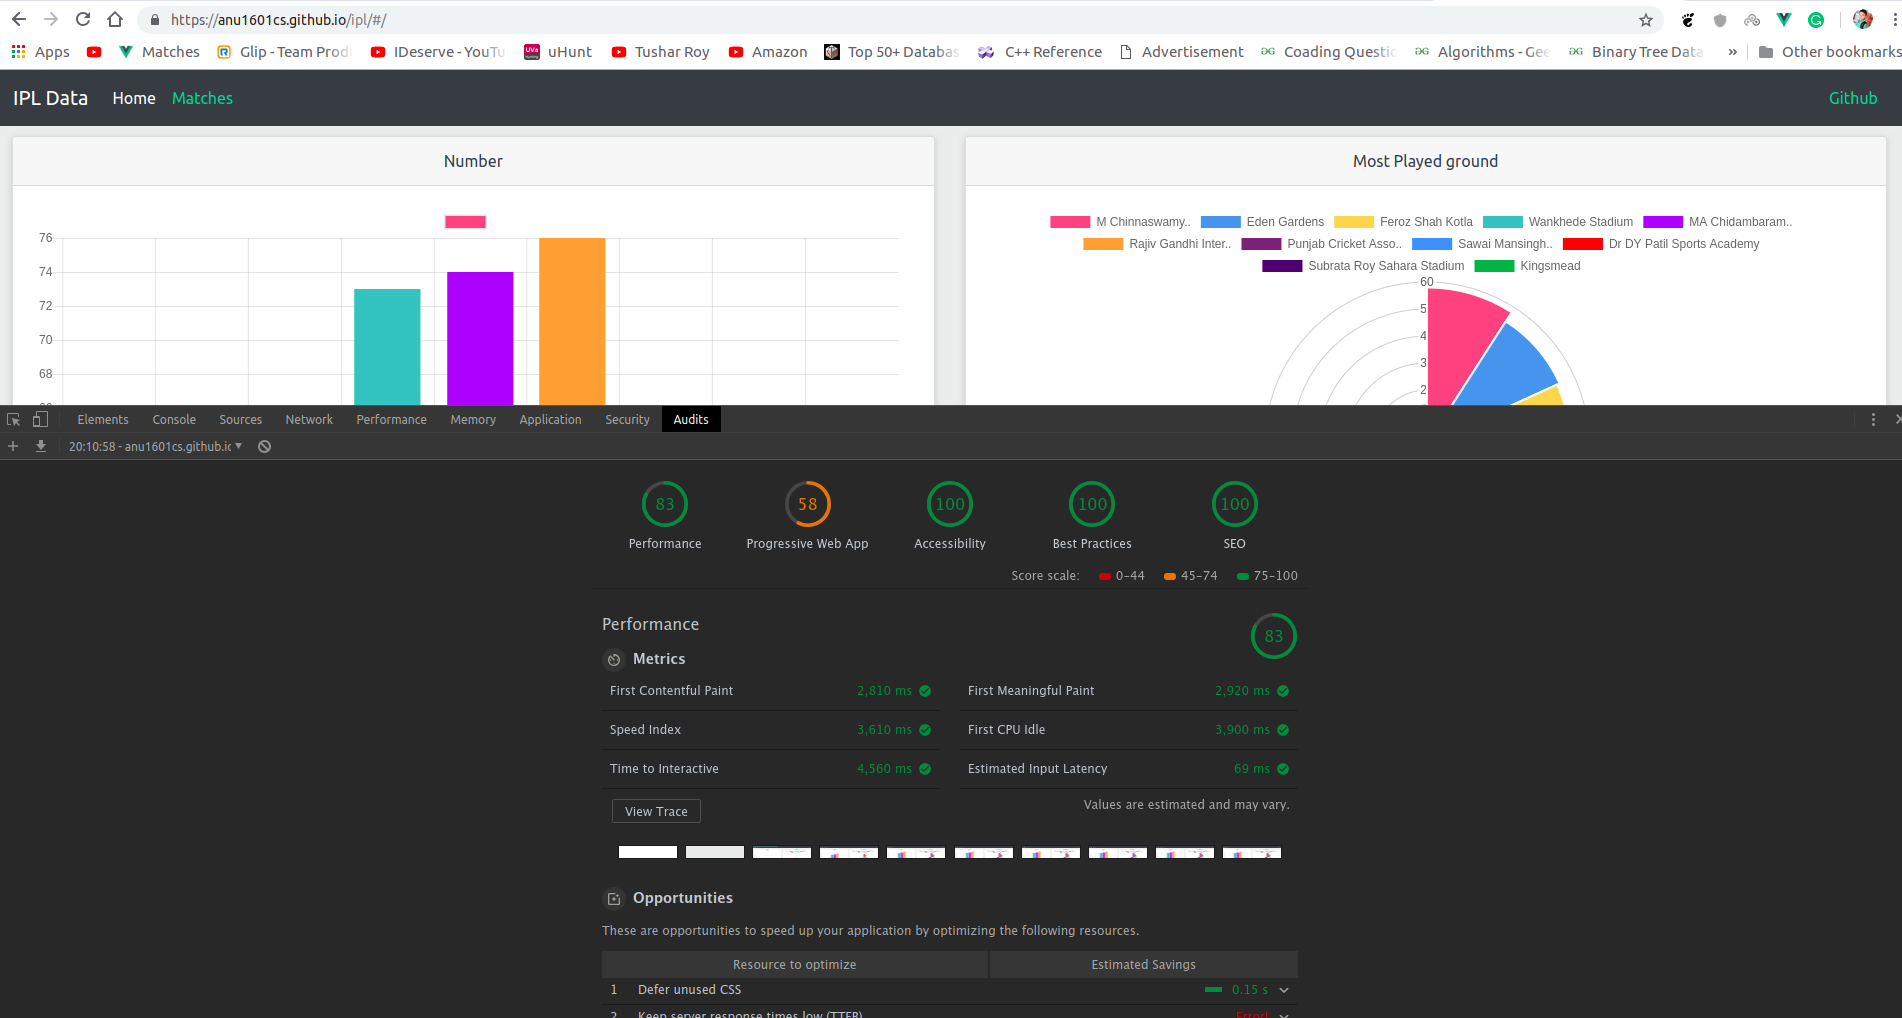 https://anu1601cs.github.io/ipl/#/
Apps Matches Glip - Team Prod IDeserve - YouTu uHunt Tushar Roy Amazon Top 50+ Databas C++ Reference Advertisement Coading Questio Algorithms - Gee Binary Tree Data » Other bookmarks
IPL Data Home Matches Github
Number
Most Played ground
M Chinnaswamy.. Eden Gardens Feroz Shah Kotla Wankhede Stadium MA Chidambaram..
Rajiv Gandhi Inter.. Punjab Cricket Asso.. Sawai Mansingh.. Dr DY Patil Sports Academy
Subrata Roy Sahara Stadium Kingsmead
76
74
72
70
68
60
5
4
3
2
Elements Console Sources Network Performance Memory Application Security Audits
20:10:58 - anu1601cs.github.io
83 58 100 100 100
Performance Progressive Web App Accessibility Best Practices SEO
Score scale: 0–44 45–74 75–100
Performance 83
Metrics
First Contentful Paint 2,810 ms First Meaningful Paint 2,920 ms
Speed Index 3,610 ms First CPU Idle 3,900 ms
Time to Interactive 4,560 ms Estimated Input Latency 69 ms
View Trace Values are estimated and may vary.
Opportunities
These are opportunities to speed up your application by optimizing the following resources.
Resource to optimize Estimated Savings
1 Defer unused CSS 0.15 s
2 Keep server response times low (TTFB) Error!